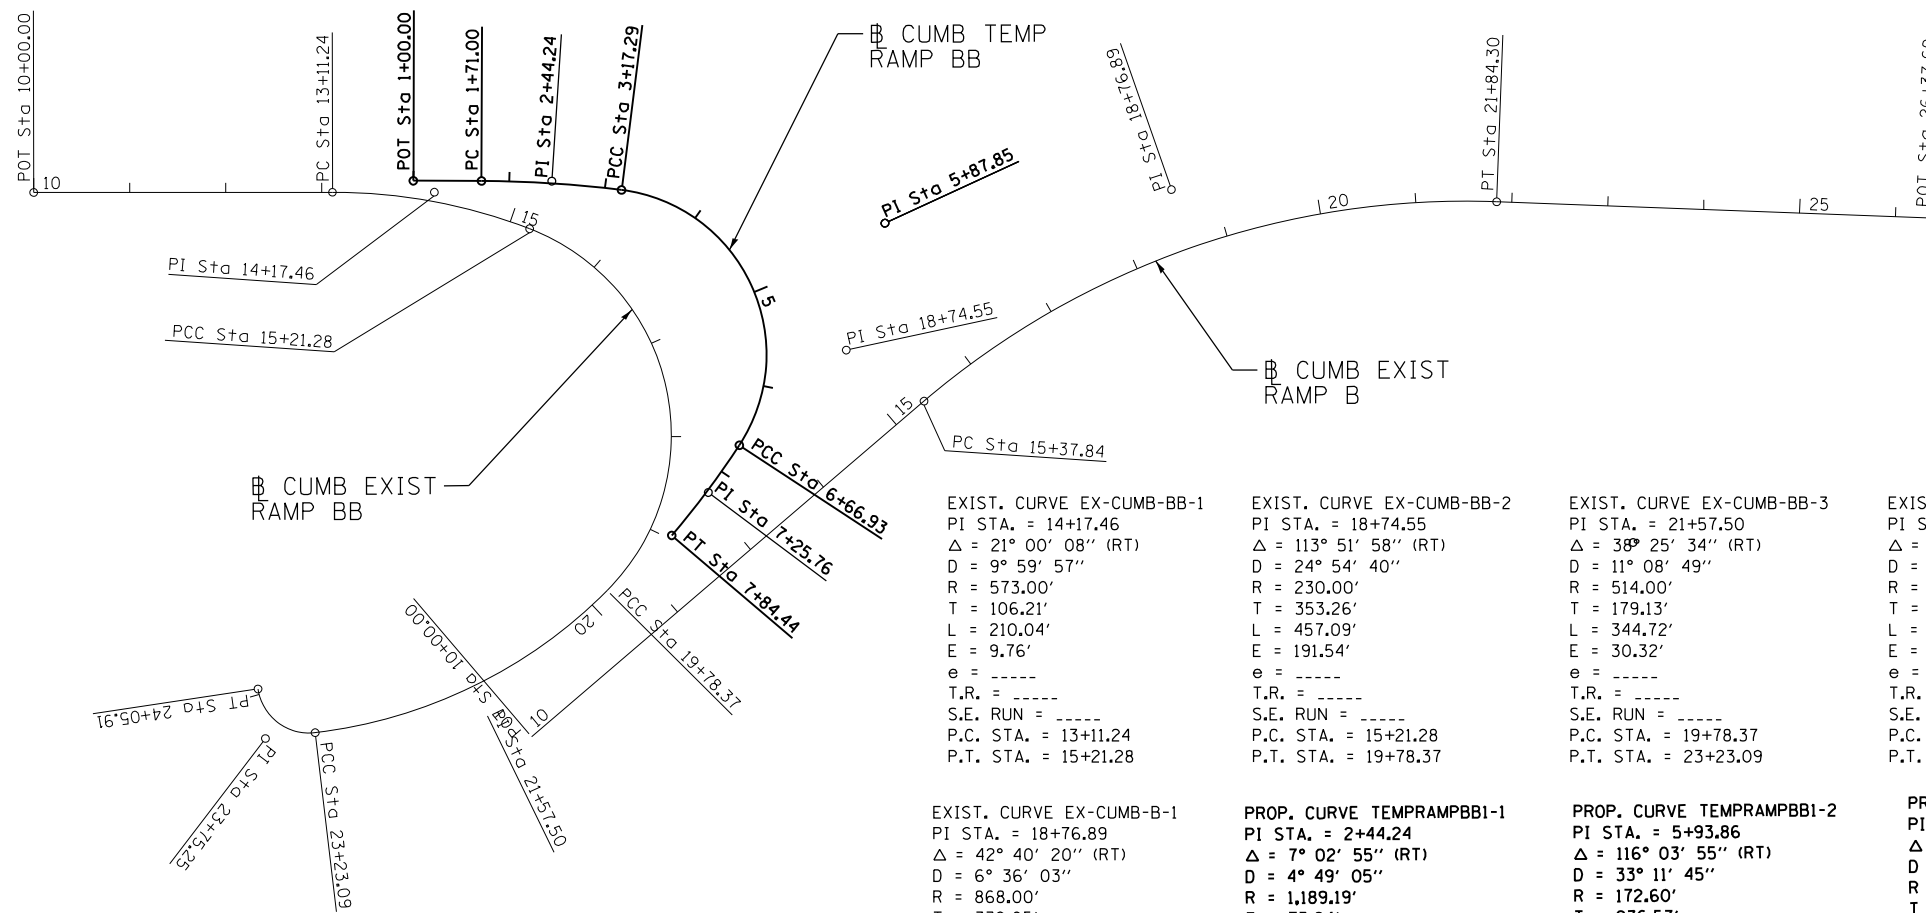 POT Sta 10+00.00
PC Sta 13+11.24
POT Sta 1+00.00
PC Sta 1+71.00
PI Sta 2+44.24
PCC Sta 3+17.29
℄ CUMB TEMP
RAMP BB
PI Sta 18+76.89
PT Sta 21+84.30
POT Sta
10
15
PI Sta 5+87.85
20
25
PI Sta 14+17.46
PCC Sta 15+21.28
5
PI Sta 18+74.55
℄ CUMB EXIST
RAMP B
15
PC Sta 15+37.84
℄ CUMB EXIST
RAMP BB
PCC Sta 6+66.93
PI Sta 7+25.76
PT Sta 7+84.44
20
PCC Sta 19+78.37
Sta 10+00.00
10
PI Sta 21+57.50
PT Sta 24+05.91
PI Sta 23+75.25
PCC Sta 23+23.09
EXIST. CURVE EX-CUMB-BB-1
PI STA. = 14+17.46
Δ = 21° 00' 08'' (RT)
D = 9° 59' 57''
R = 573.00'
T = 106.21'
L = 210.04'
E = 9.76'
e = _____
T.R. = _____
S.E. RUN = _____
P.C. STA. = 13+11.24
P.T. STA. = 15+21.28
EXIST. CURVE EX-CUMB-BB-2
PI STA. = 18+74.55
Δ = 113° 51' 58'' (RT)
D = 24° 54' 40''
R = 230.00'
T = 353.26'
L = 457.09'
E = 191.54'
e = _____
T.R. = _____
S.E. RUN = _____
P.C. STA. = 15+21.28
P.T. STA. = 19+78.37
EXIST. CURVE EX-CUMB-BB-3
PI STA. = 21+57.50
Δ = 38° 25' 34'' (RT)
D = 11° 08' 49''
R = 514.00'
T = 179.13'
L = 344.72'
E = 30.32'
e = _____
T.R. = _____
S.E. RUN = _____
P.C. STA. = 19+78.37
P.T. STA. = 23+23.09
Δ =
D =
R =
T =
L =
E =
e =
T.R.
S.E.
P.C.
P.T.
EXIST. CURVE EX-CUMB-B-1
PI STA. = 18+76.89
Δ = 42° 40' 20'' (RT)
D = 6° 36' 03''
R = 868.00'
PROP. CURVE TEMPRAMPBB1-1
PI STA. = 2+44.24
Δ = 7° 02' 55'' (RT)
D = 4° 49' 05''
R = 1,189.19'
PROP. CURVE TEMPRAMPBB1-2
PI STA. = 5+93.86
Δ = 116° 03' 55'' (RT)
D = 33° 11' 45''
R = 172.60'
PI
Δ
D
R